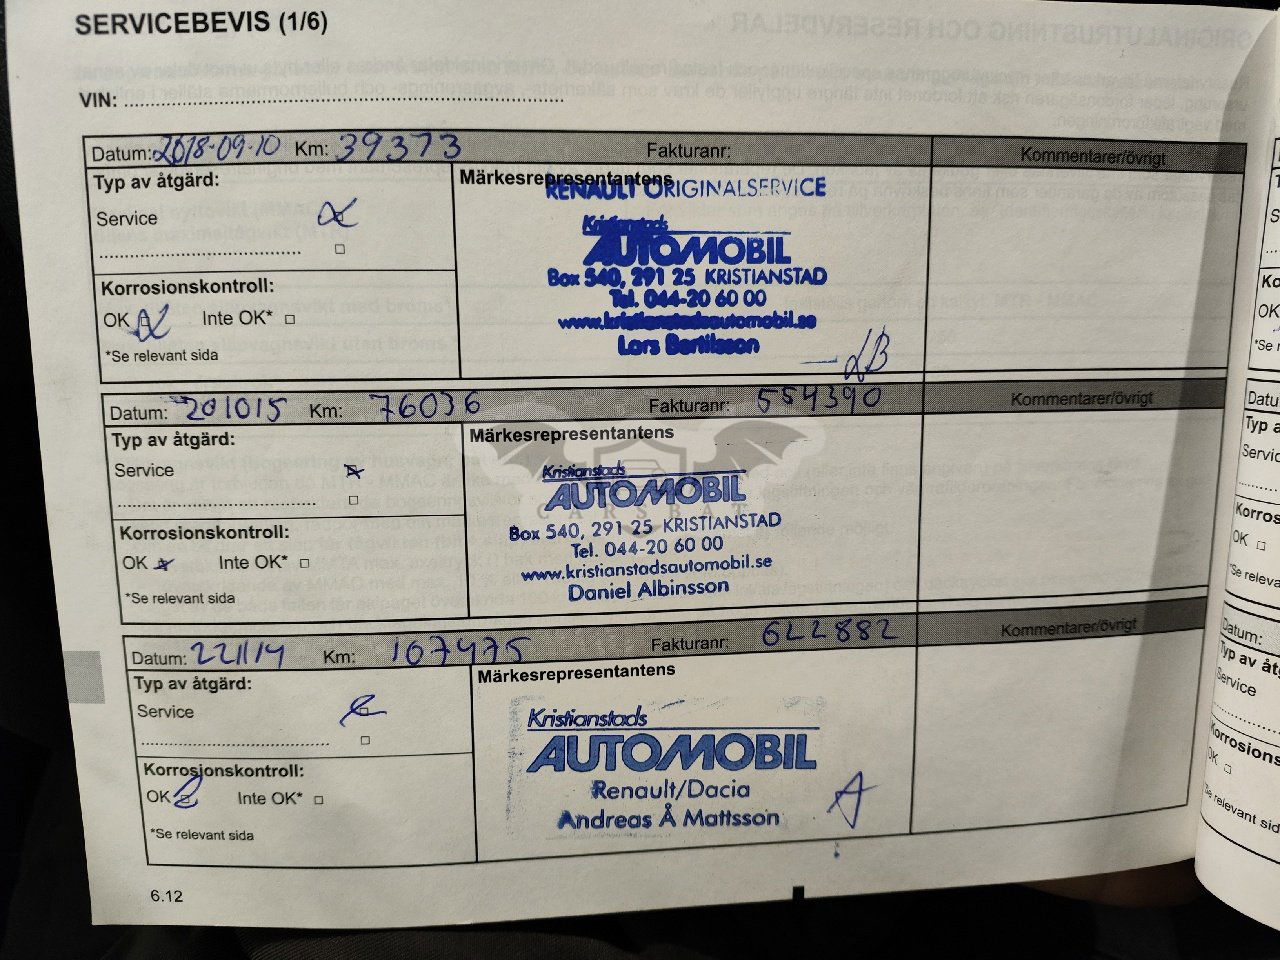 SERVICEBEVIS (1/6)
VIN:
Datum: 2018-09-10 Km: 39373 Fakturanr: Kommentarer/övrigt
Typ av åtgärd: Märkesrepresentantens
RENAULT ORIGINALSERVICE
Service
Kristianstads
AUTOMOBIL
Box 540, 291 25 KRISTIANSTAD
Tel. 044-20 60 00
www.kristianstadsautomobil.se
Lars Bertilsson
LB
Korrosionskontroll:
OK Inte OK*
*Se relevant sida
Datum: 201015 Km: 76036 Fakturanr: 554390 Kommentarer/övrigt
Typ av åtgärd: Märkesrepresentantens
Service
Kristianstads
AUTOMOBIL
CARSBAT
Box 540, 291 25 KRISTIANSTAD
Tel. 044-20 60 00
www.kristianstadsautomobil.se
Daniel Albinsson
Korrosionskontroll:
OK Inte OK*
*Se relevant sida
Datum: 221114 Km: 107475 Fakturanr: 622882 Kommentarer/övrigt
Typ av åtgärd: Märkesrepresentantens
Service
Kristianstads
AUTOMOBIL
Renault/Dacia
Andreas Å Mattsson
A
Korrosionskontroll:
OK Inte OK*
*Se relevant sida
6.12